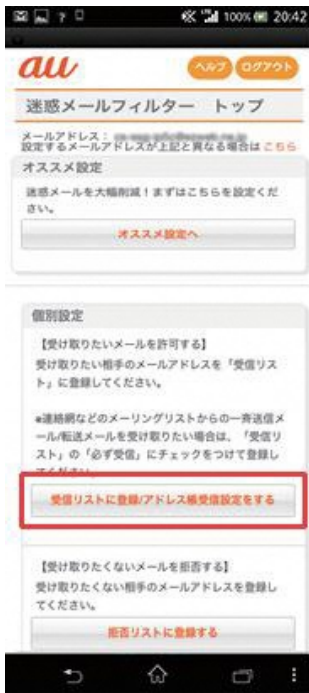 ? 100% 20:42
au ヘルプ ログアウト
迷惑メールフィルター トップ
メールアドレス：
設定するメールアドレスが上記と異なる場合は こちら
オススメ設定
迷惑メールを大幅削減！まずはこちらを設定くだ
さい。
オススメ設定へ
個別設定
【受け取りたいメールを許可する】
受け取りたい相手のメールアドレスを「受信リス
ト」に登録してください。
※連絡網などのメーリングリストからの一斉送信メ
ール/転送メールを受け取りたい場合は、「受信リ
スト」の「必ず受信」にチェックをつけて登録し
てください。
受信リストに登録/アドレス帳受信設定をする
【受け取りたくないメールを拒否する】
受け取りたくない相手のメールアドレスを登録し
てください。
拒否リストに登録する